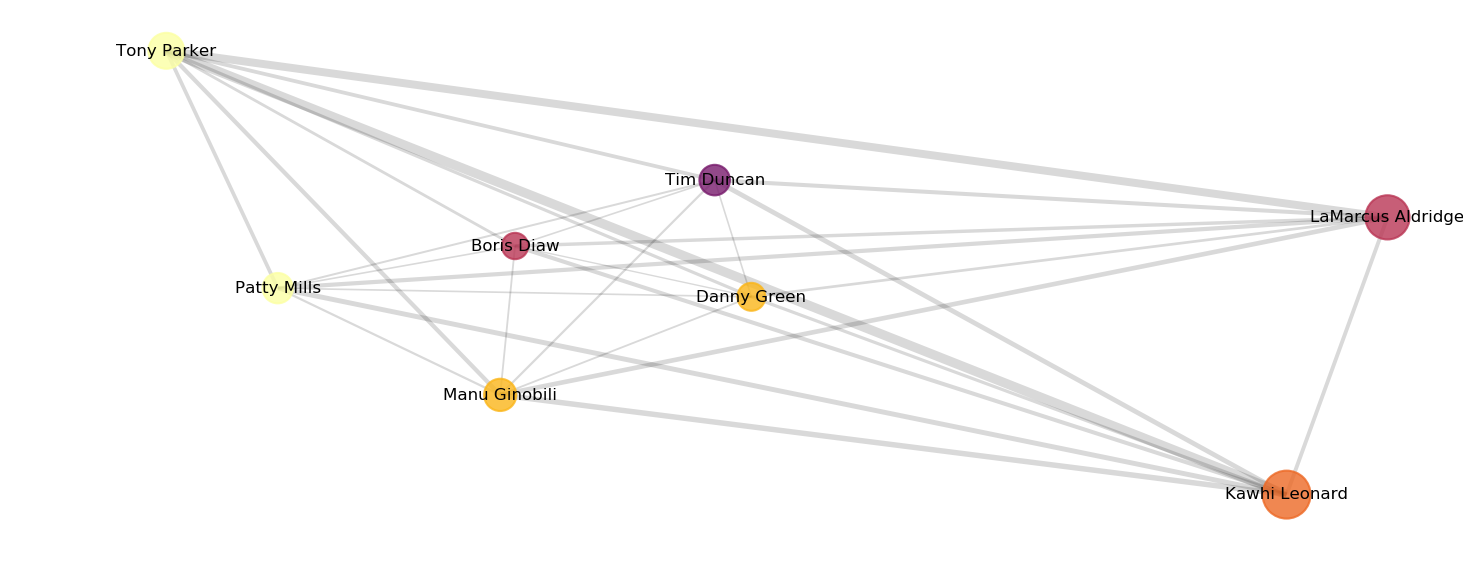 Tony Parker
Tim Duncan
LaMarcus Aldridge
Boris Diaw
Patty Mills
Danny Green
Manu Ginobili
Kawhi Leonard